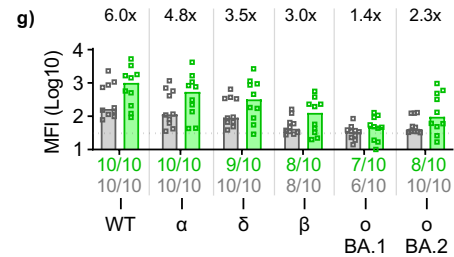 g) 6.0x 4.8x 3.5x 3.0x 1.4x 2.3x
MFI (Log10)
4
3
2
1
10/10 10/10 9/10 8/10 7/10 8/10
10/10 10/10 10/10 8/10 6/10 10/10
WT α δ β o o
BA.1 BA.2